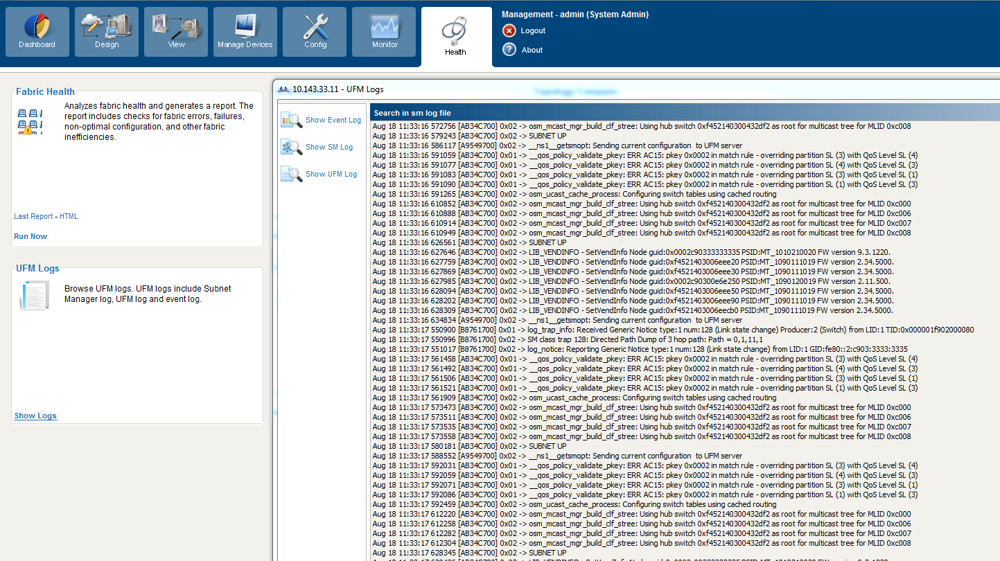 Dashboard
Design
View
Manage Devices
Config
Monitor
Health
Management - admin (System Admin)
Logout
About
Fabric Health
Analyzes fabric health and generates a report. The
report includes checks for fabric errors, failures,
non-optimal configuration, and other fabric
inefficiencies.
Last Report - HTML
Run Now
UFM Logs
Browse UFM logs. UFM logs include Subnet
Manager log, UFM log and event log.
Show Logs
10.143.33.11 - UFM Logs
Show Event Log
Show SM Log
Show UFM Log
Search in sm log file
Aug 18 11:33:16 572756 [AB34C700] 0x02 -> osm_mcast_mgr_build_clf_stree: Using hub switch 0xf452140300432df2 as root for multicast tree for MLID 0xc008
Aug 18 11:33:16 579243 [AB34C700] 0x02 -> SUBNET UP
Aug 18 11:33:16 586117 [A9549700] 0x02 -> __ns1__getsmopt: Sending current configuration  to UFM server
Aug 18 11:33:16 591059 [AB34C700] 0x01 -> __qos_policy_validate_pkey: ERR AC15: pkey 0x0002 in match rule - overriding partition SL (3) with QoS Level SL (4)
Aug 18 11:33:16 591077 [AB34C700] 0x01 -> __qos_policy_validate_pkey: ERR AC15: pkey 0x0002 in match rule - overriding partition SL (4) with QoS Level SL (3)
Aug 18 11:33:16 591083 [AB34C700] 0x01 -> __qos_policy_validate_pkey: ERR AC15: pkey 0x0002 in match rule - overriding partition SL (3) with QoS Level SL (1)
Aug 18 11:33:16 591090 [AB34C700] 0x01 -> __qos_policy_validate_pkey: ERR AC15: pkey 0x0002 in match rule - overriding partition SL (1) with QoS Level SL (3)
Aug 18 11:33:16 591265 [AB34C700] 0x02 -> osm_ucast_cache_process: Configuring switch tables using cached routing
Aug 18 11:33:16 610852 [AB34C700] 0x02 -> osm_mcast_mgr_build_clf_stree: Using hub switch 0xf452140300432df2 as root for multicast tree for MLID 0xc000
Aug 18 11:33:16 610888 [AB34C700] 0x02 -> osm_mcast_mgr_build_clf_stree: Using hub switch 0xf452140300432df2 as root for multicast tree for MLID 0xc006
Aug 18 11:33:16 610914 [AB34C700] 0x02 -> osm_mcast_mgr_build_clf_stree: Using hub switch 0xf452140300432df2 as root for multicast tree for MLID 0xc007
Aug 18 11:33:16 610949 [AB34C700] 0x02 -> osm_mcast_mgr_build_clf_stree: Using hub switch 0xf452140300432df2 as root for multicast tree for MLID 0xc008
Aug 18 11:33:16 626561 [AB34C700] 0x02 -> SUBNET UP
Aug 18 11:33:16 627646 [AB34C700] 0x02 -> LIB_VENDINFO - SetVendInfo Node guid:0x0002c90333333335 PSID:MT_1010210020 FW version 9.3.1220.
Aug 18 11:33:16 627759 [AB34C700] 0x02 -> LIB_VENDINFO - SetVendInfo Node guid:0xf4521403006eee20 PSID:MT_1090111019 FW version 2.34.5000.
Aug 18 11:33:16 627869 [AB34C700] 0x02 -> LIB_VENDINFO - SetVendInfo Node guid:0xf4521403006eee30 PSID:MT_1090111019 FW version 2.34.5000.
Aug 18 11:33:16 627985 [AB34C700] 0x02 -> LIB_VENDINFO - SetVendInfo Node guid:0x0002c90300e6e250 PSID:MT_1090120019 FW version 2.11.500.
Aug 18 11:33:16 628094 [AB34C700] 0x02 -> LIB_VENDINFO - SetVendInfo Node guid:0xf4521403006eee50 PSID:MT_1090111019 FW version 2.34.5000.
Aug 18 11:33:16 628202 [AB34C700] 0x02 -> LIB_VENDINFO - SetVendInfo Node guid:0xf4521403006eee90 PSID:MT_1090111019 FW version 2.34.5000.
Aug 18 11:33:16 628309 [AB34C700] 0x02 -> LIB_VENDINFO - SetVendInfo Node guid:0xf4521403006eecb0 PSID:MT_1090111019 FW version 2.34.5000.
Aug 18 11:33:16 634834 [A9549700] 0x02 -> __ns1__getsmopt: Sending current configuration  to UFM server
Aug 18 11:33:17 550900 [B8761700] 0x01 -> log_trap_info: Received Generic Notice type:1 num:128 (Link state change) Producer:2 (Switch) from LID:1 TID:0x000001f902000080
Aug 18 11:33:17 550996 [B8761700] 0x02 -> SM class trap 128: Directed Path Dump of 3 hop path: Path = 0,1,11,1
Aug 18 11:33:17 551017 [B8761700] 0x02 -> log_notice: Reporting Generic Notice type:1 num:128 (Link state change) from LID:1 GID:fe80::2:c903:3333:3335
Aug 18 11:33:17 561458 [AB34C700] 0x01 -> __qos_policy_validate_pkey: ERR AC15: pkey 0x0002 in match rule - overriding partition SL (3) with QoS Level SL (4)
Aug 18 11:33:17 561492 [AB34C700] 0x01 -> __qos_policy_validate_pkey: ERR AC15: pkey 0x0002 in match rule - overriding partition SL (4) with QoS Level SL (3)
Aug 18 11:33:17 561506 [AB34C700] 0x01 -> __qos_policy_validate_pkey: ERR AC15: pkey 0x0002 in match rule - overriding partition SL (3) with QoS Level SL (1)
Aug 18 11:33:17 561521 [AB34C700] 0x01 -> __qos_policy_validate_pkey: ERR AC15: pkey 0x0002 in match rule - overriding partition SL (1) with QoS Level SL (3)
Aug 18 11:33:17 561909 [AB34C700] 0x02 -> osm_ucast_cache_process: Configuring switch tables using cached routing
Aug 18 11:33:17 573473 [AB34C700] 0x02 -> osm_mcast_mgr_build_clf_stree: Using hub switch 0xf452140300432df2 as root for multicast tree for MLID 0xc000
Aug 18 11:33:17 573511 [AB34C700] 0x02 -> osm_mcast_mgr_build_clf_stree: Using hub switch 0xf452140300432df2 as root for multicast tree for MLID 0xc006
Aug 18 11:33:17 573535 [AB34C700] 0x02 -> osm_mcast_mgr_build_clf_stree: Using hub switch 0xf452140300432df2 as root for multicast tree for MLID 0xc007
Aug 18 11:33:17 573558 [AB34C700] 0x02 -> osm_mcast_mgr_build_clf_stree: Using hub switch 0xf452140300432df2 as root for multicast tree for MLID 0xc008
Aug 18 11:33:17 580181 [AB34C700] 0x02 -> SUBNET UP
Aug 18 11:33:17 588552 [A9549700] 0x02 -> __ns1__getsmopt: Sending current configuration  to UFM server
Aug 18 11:33:17 592031 [AB34C700] 0x01 -> __qos_policy_validate_pkey: ERR AC15: pkey 0x0002 in match rule - overriding partition SL (3) with QoS Level SL (4)
Aug 18 11:33:17 592059 [AB34C700] 0x01 -> __qos_policy_validate_pkey: ERR AC15: pkey 0x0002 in match rule - overriding partition SL (4) with QoS Level SL (3)
Aug 18 11:33:17 592071 [AB34C700] 0x01 -> __qos_policy_validate_pkey: ERR AC15: pkey 0x0002 in match rule - overriding partition SL (3) with QoS Level SL (1)
Aug 18 11:33:17 592086 [AB34C700] 0x01 -> __qos_policy_validate_pkey: ERR AC15: pkey 0x0002 in match rule - overriding partition SL (1) with QoS Level SL (3)
Aug 18 11:33:17 592459 [AB34C700] 0x02 -> osm_ucast_cache_process: Configuring switch tables using cached routing
Aug 18 11:33:17 612220 [AB34C700] 0x02 -> osm_mcast_mgr_build_clf_stree: Using hub switch 0xf452140300432df2 as root for multicast tree for MLID 0xc000
Aug 18 11:33:17 612258 [AB34C700] 0x02 -> osm_mcast_mgr_build_clf_stree: Using hub switch 0xf452140300432df2 as root for multicast tree for MLID 0xc006
Aug 18 11:33:17 612282 [AB34C700] 0x02 -> osm_mcast_mgr_build_clf_stree: Using hub switch 0xf452140300432df2 as root for multicast tree for MLID 0xc007
Aug 18 11:33:17 612304 [AB34C700] 0x02 -> osm_mcast_mgr_build_clf_stree: Using hub switch 0xf452140300432df2 as root for multicast tree for MLID 0xc008
Aug 18 11:33:17 628345 [AB34C700] 0x02 -> SUBNET UP